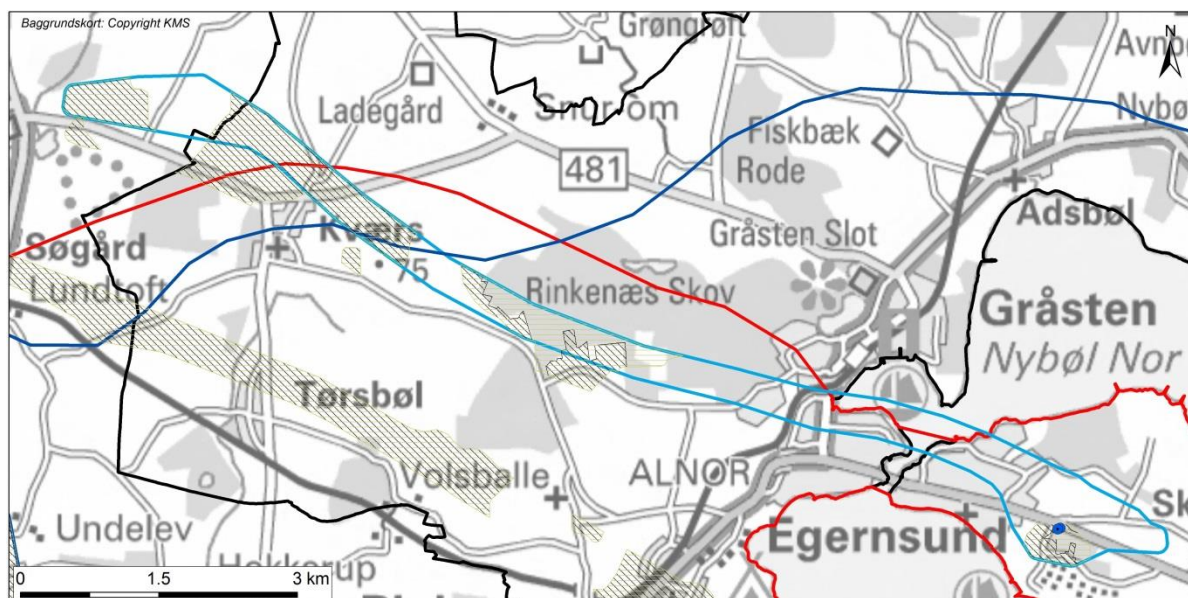 Baggrundskort: Copyright KMS
N
Grøngrøft
Avn
Ladegård
Nybøl
481
Fiskbæk
Rode
Adsbøl
Kværs
Gråsten Slot
Søgård
75
Rinkenæs Skov
Lundtoft
Gråsten
Nybøl Nor
Tørsbøl
Volsballe
ALNOR
Sk
Undelev
Egernsund
0 1.5 3 km